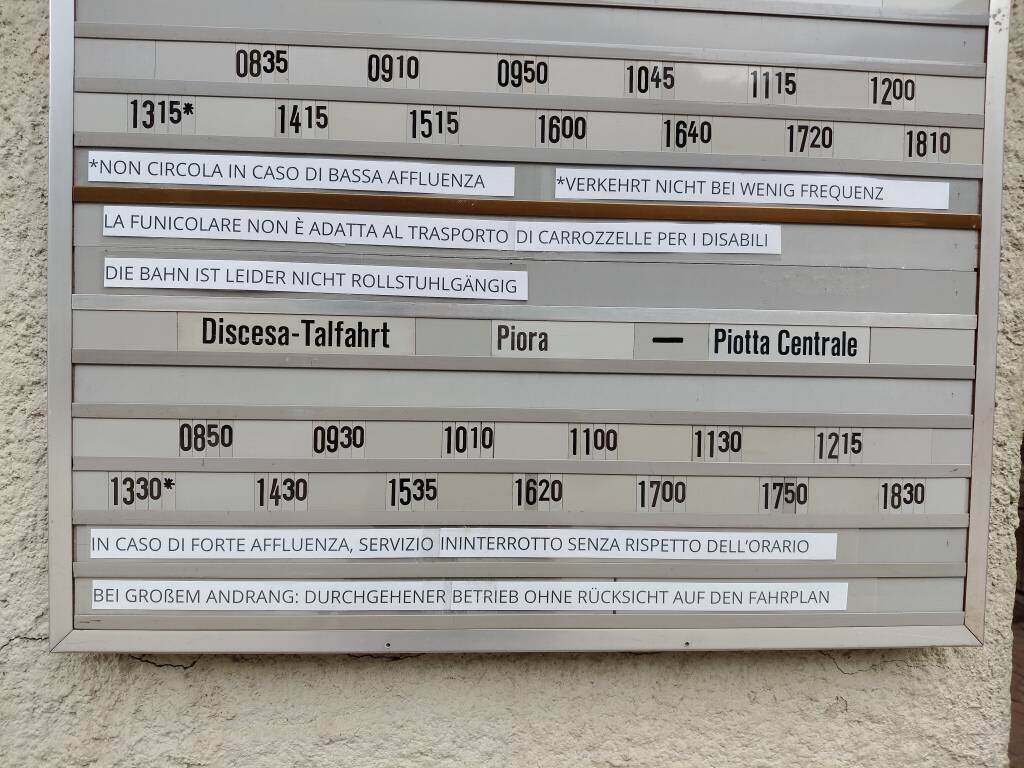 0835 0910 0950 1045 1115 1200
1315* 1415 1515 1600 1640 1720 1810
*NON CIRCOLA IN CASO DI BASSA AFFLUENZA *VERKEHRT NICHT BEI WENIG FREQUENZ
LA FUNICOLARE NON È ADATTA AL TRASPORTO DI CARROZZELLE PER I DISABILI
DIE BAHN IST LEIDER NICHT ROLLSTUHLGÄNGIG
Discesa-Talfahrt Piora — Piotta Centrale
0850 0930 1010 1100 1130 1215
1330* 1430 1535 1620 1700 1750 1830
IN CASO DI FORTE AFFLUENZA, SERVIZIO ININTERROTTO SENZA RISPETTO DELL'ORARIO
BEI GROßEM ANDRANG: DURCHGEHENER BETRIEB OHNE RÜCKSICHT AUF DEN FAHRPLAN